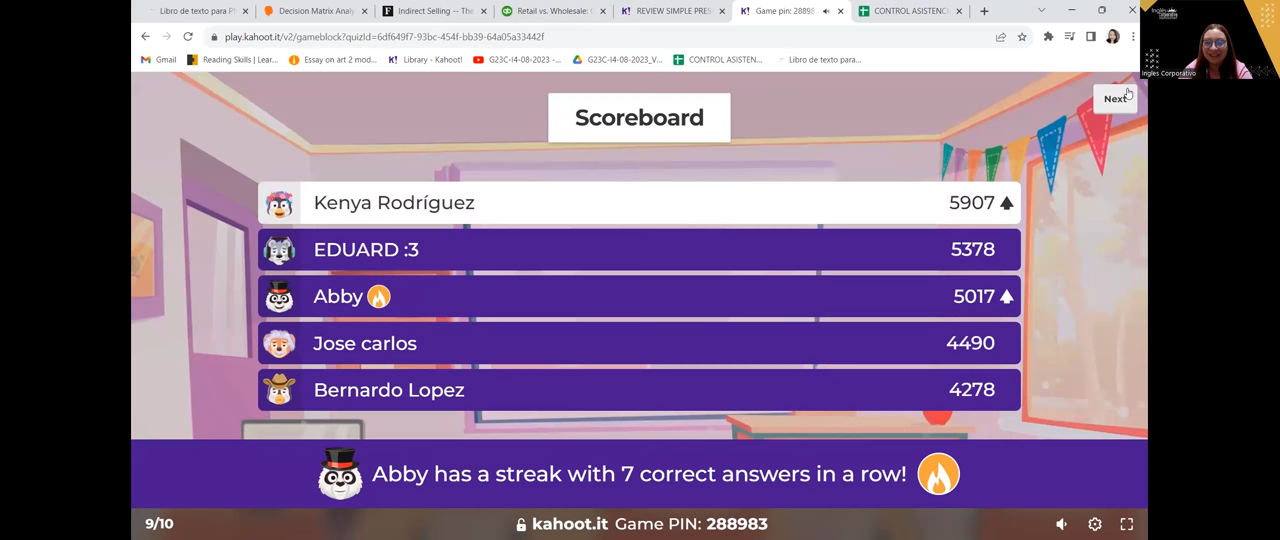 Libro de texto para P
Decision Matrix Anal
Indirect Selling -- The
Retail vs. Wholesale:
REVIEW SIMPLE PRES
Game pin: 28898
CONTROL ASISTENC
play.kahoot.it/v2/gameblock?quizId=6df649f7-93bc-454f-bb39-64a05a33442f
Gmail
Reading Skills | Lear...
Essay on art 2 mod...
Library - Kahoot!
G23C-I4-08-2023 -...
G23C-I4-08-2023_V...
CONTROL ASISTEN...
Libro de texto para...
Inglés Corporativo
Scoreboard
Next
Kenya Rodríguez 5907
EDUARD :3 5378
Abby 5017
Jose carlos 4490
Bernardo Lopez 4278
Abby has a streak with 7 correct answers in a row!
9/10
kahoot.it Game PIN: 288983